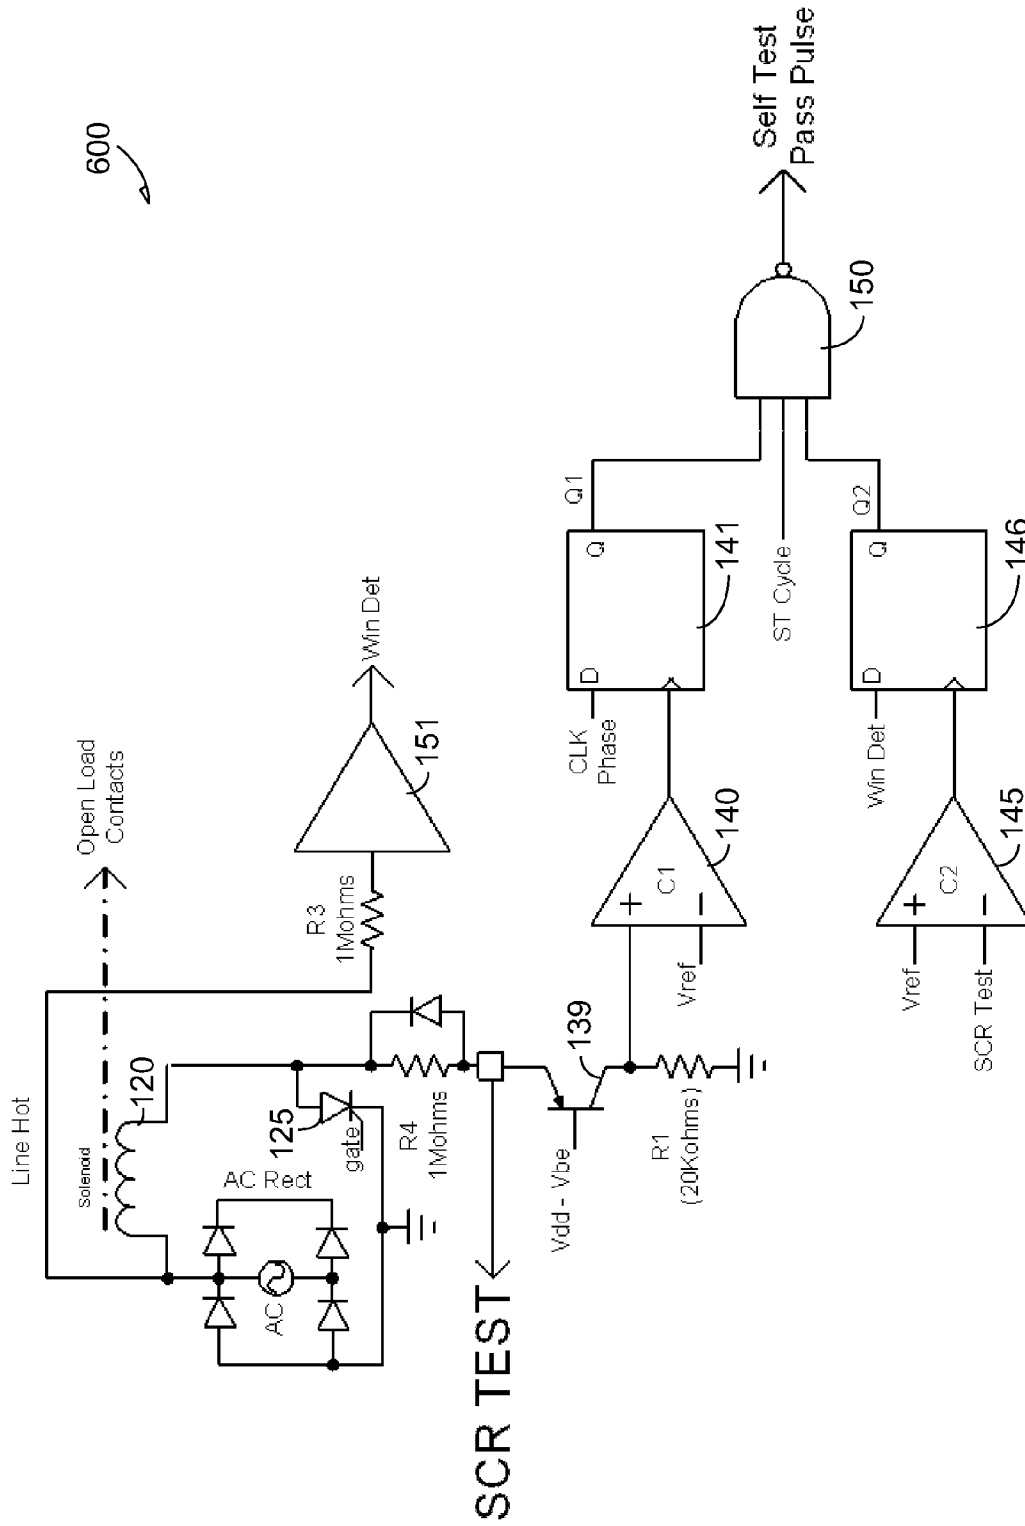 600
Open Load
Contacts
Line Hot
Solenoid
120
AC Rect
AC
125
gate
R4
1Mohms
R3
1Mohms
151
Win Det
SCR TEST
Vdd - Vbe
139
R1
(20Kohms)
Vref
+
-
C1
140
CLK
Phase
D
Q
141
Q1
ST Cycle
Vref
SCR Test
+
-
C2
145
Win Det
D
Q
146
Q2
150
Self Test
Pass Pulse